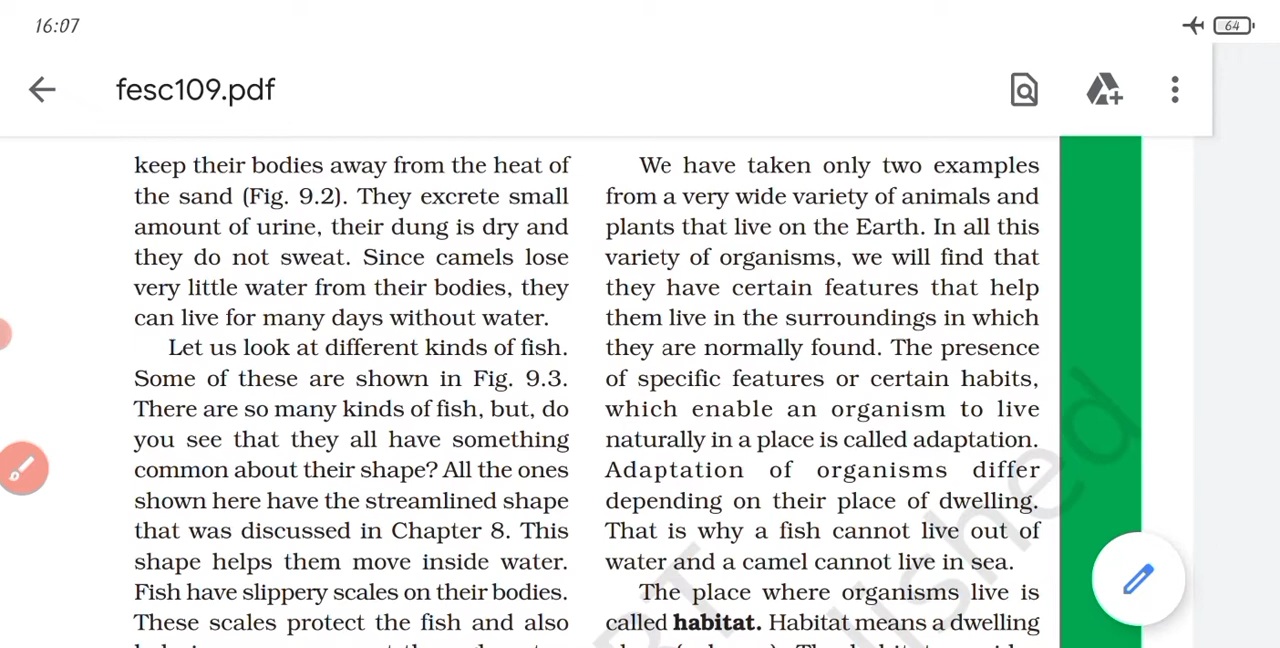 16:07
64
fesc109.pdf
keep their bodies away from the heat of
the sand (Fig. 9.2). They excrete small
amount of urine, their dung is dry and
they do not sweat. Since camels lose
very little water from their bodies, they
can live for many days without water.
Let us look at different kinds of fish.
Some of these are shown in Fig. 9.3.
There are so many kinds of fish, but, do
you see that they all have something
common about their shape? All the ones
shown here have the streamlined shape
that was discussed in Chapter 8. This
shape helps them move inside water.
Fish have slippery scales on their bodies.
These scales protect the fish and also
We have taken only two examples
from a very wide variety of animals and
plants that live on the Earth. In all this
variety of organisms, we will find that
they have certain features that help
them live in the surroundings in which
they are normally found. The presence
of specific features or certain habits,
which enable an organism to live
naturally in a place is called adaptation.
Adaptation of organisms differ
depending on their place of dwelling.
That is why a fish cannot live out of
water and a camel cannot live in sea.
The place where organisms live is
called habitat. Habitat means a dwelling